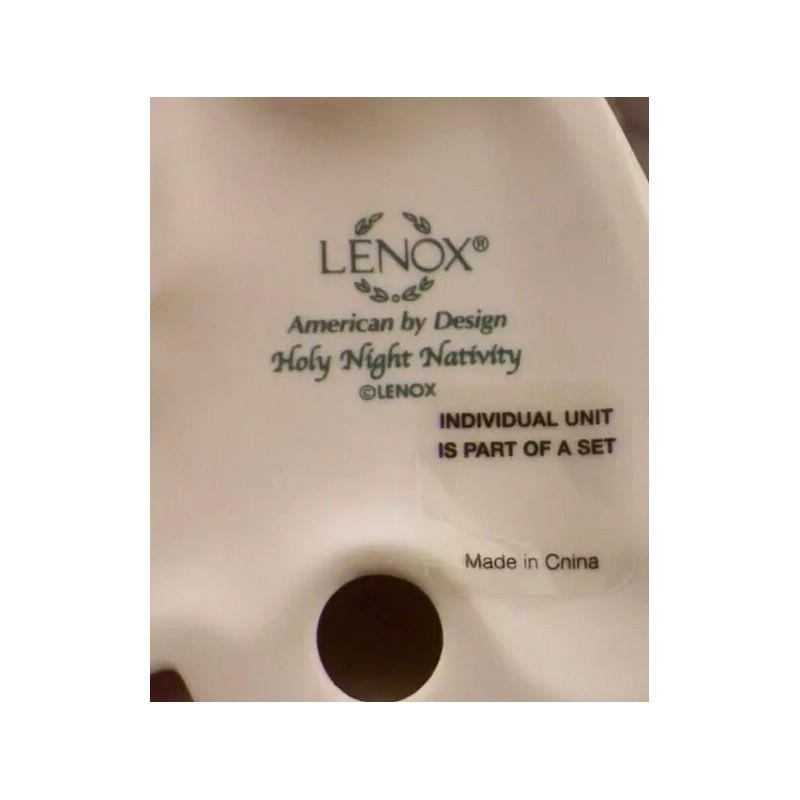 LENOX®
American by Design
Holy Night Nativity
©LENOX
INDIVIDUAL UNIT
IS PART OF A SET
Made in Cnina